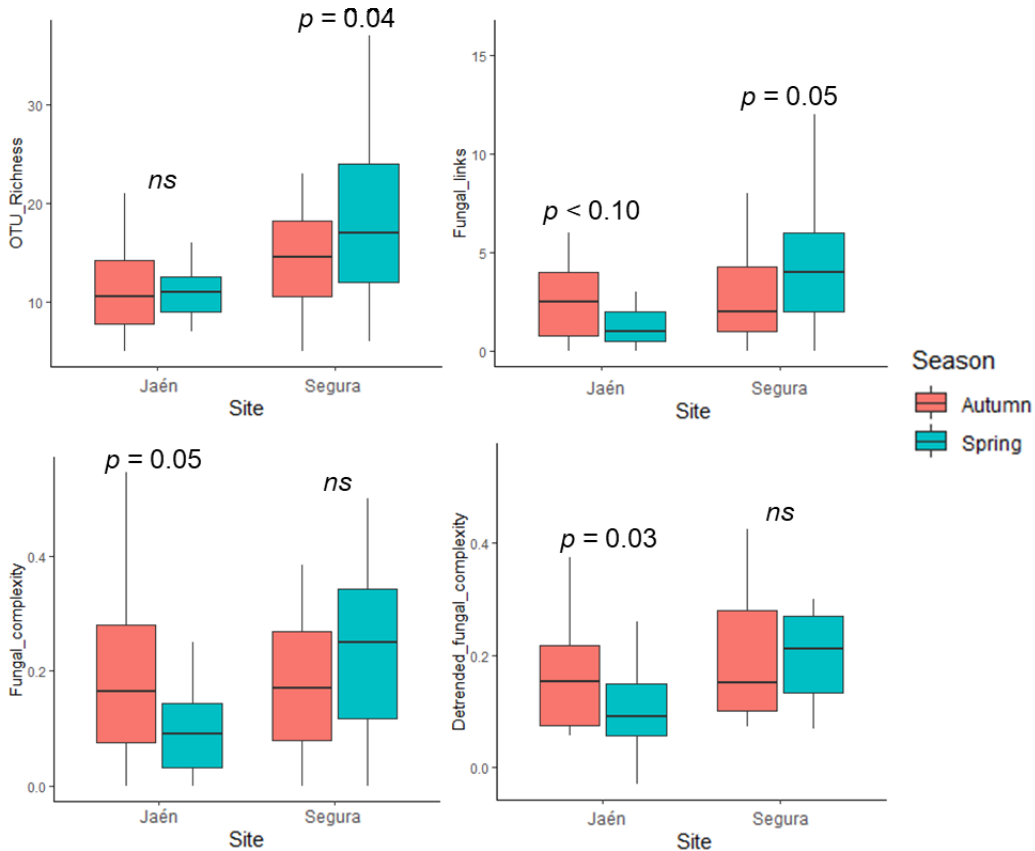 p = 0.04
30
20
10
OTU_Richness
ns
Jaén
Segura
Site
15
10
5
0
Fungal_links
p < 0.10
p = 0.05
Jaén
Segura
Site
Season
Autumn
Spring
p = 0.05
ns
0.4
0.2
0.0
Fungal_complexity
Jaén
Segura
Site
p = 0.03
ns
0.4
0.2
0.0
Detrended_fungal_complexity
Jaén
Segura
Site